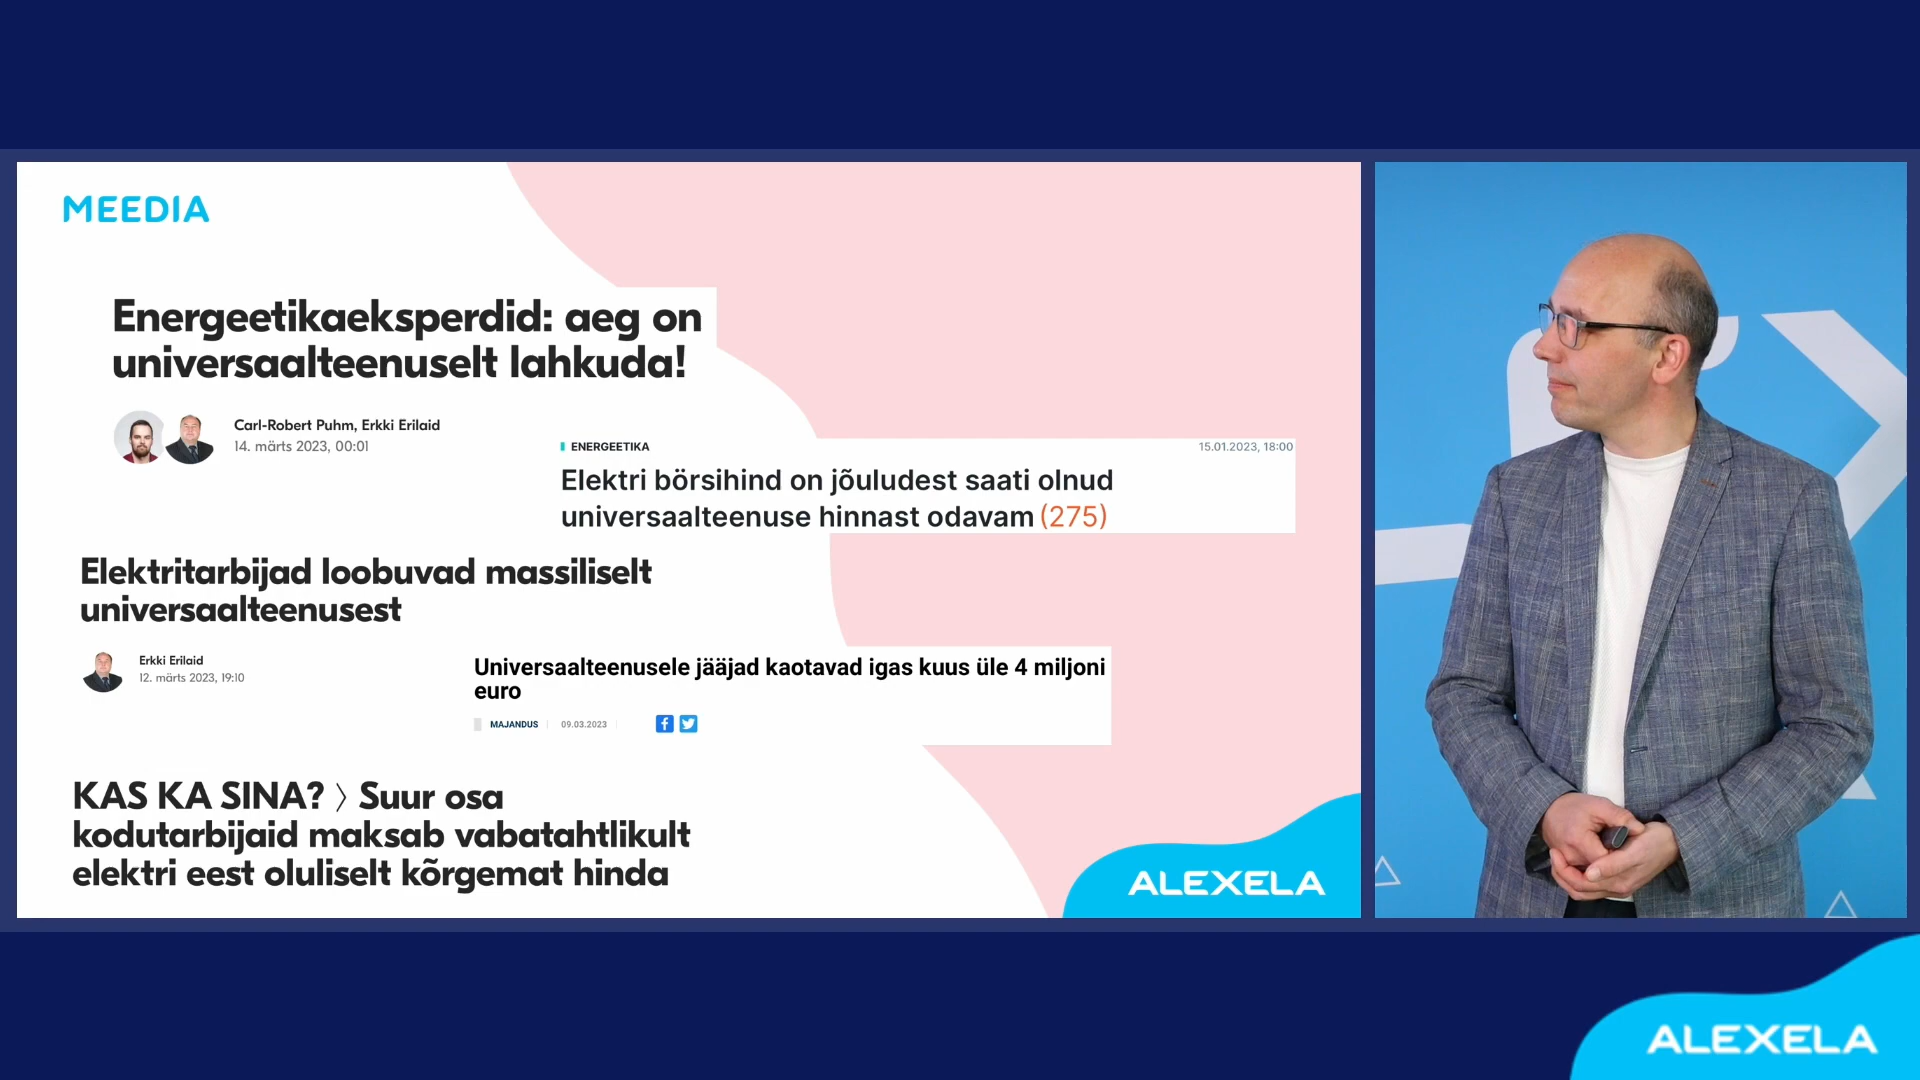 MEEDIA
Energeetikaeksperdid: aeg on
universaalteenuselt lahkuda!
Carl-Robert Puhm, Erkki Erilaid
14. märts 2023, 00:01
ENERGEETIKA
15.01.2023, 18:00
Elektri börsihind on jõuludest saati olnud
universaalteenuse hinnast odavam (275)
Elektritarbijad loobuvad massiliselt
universaalteenusest
Erkki Erilaid
12. märts 2023, 19:10
Universaalteenusele jääjad kaotavad igas kuus üle 4 miljoni
euro
MAJANDUS
09.03.2023
KAS KA SINA? 〉 Suur osa
kodutarbijaid maksab vabatahtlikult
elektri eest oluliselt kõrgemat hinda
ALEXELA
ALEXELA